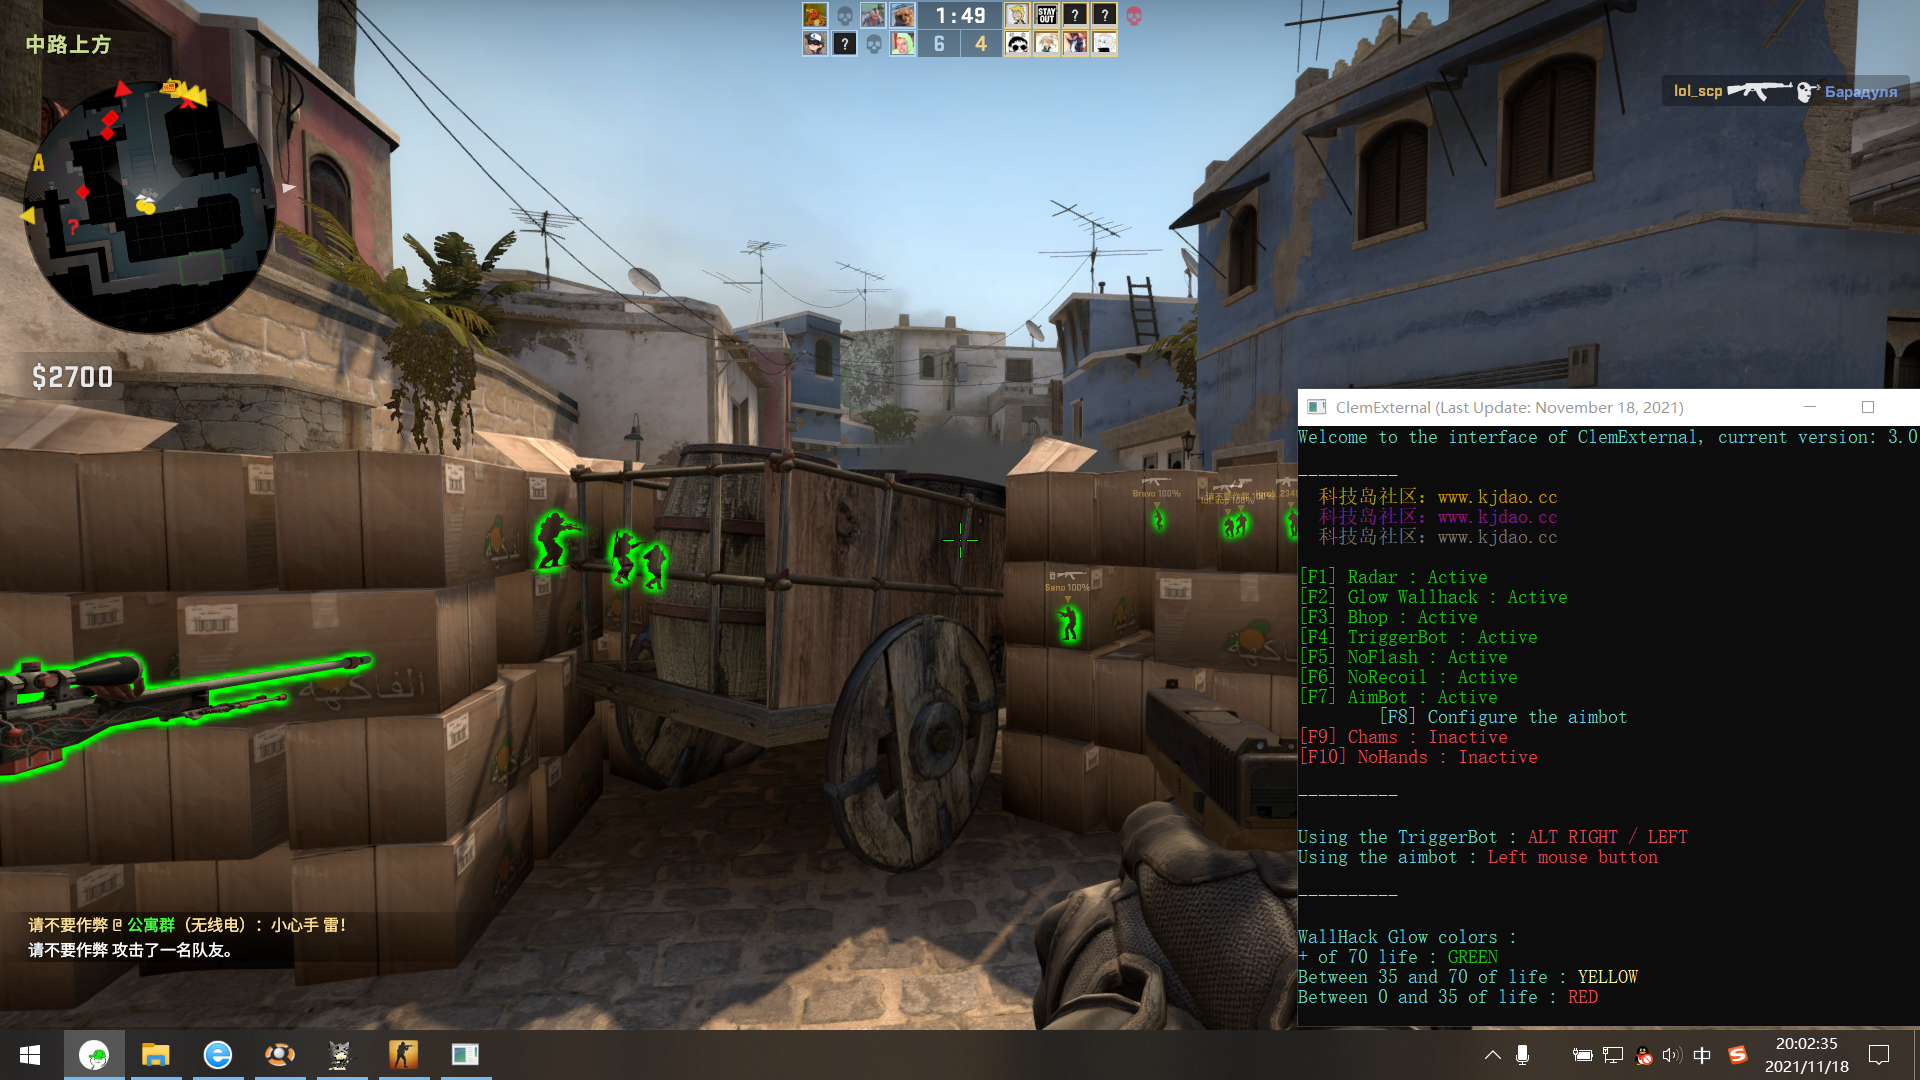 中路上方
1:49
STAY OUT
?
?
?
6
4
lol_scp
Барадуля
A
?
$2700
ClemExternal (Last Update: November 18, 2021)
Welcome to the interface of ClemExternal, current version: 3.0
----------
科技岛社区: www.kjdao.cc
科技岛社区: www.kjdao.cc
科技岛社区: www.kjdao.cc
[F1] Radar : Active
[F2] Glow Wallhack : Active
[F3] Bhop : Active
[F4] TriggerBot : Active
[F5] NoFlash : Active
[F6] NoRecoil : Active
[F7] AimBot : Active
[F8] Configure the aimbot
[F9] Chams : Inactive
[F10] NoHands : Inactive
----------
Using the TriggerBot : ALT RIGHT / LEFT
Using the aimbot : Left mouse button
----------
WallHack Glow colors :
+ of 70 life : GREEN
Between 35 and 70 of life : YELLOW
Between 0 and 35 of life : RED
Bravo 100%
Sano 100%
الفاكهة
请不要作弊 @ 公寓群（无线电）：小心手 雷！
请不要作弊 攻击了一名队友。
中
20:02:35
2021/11/18